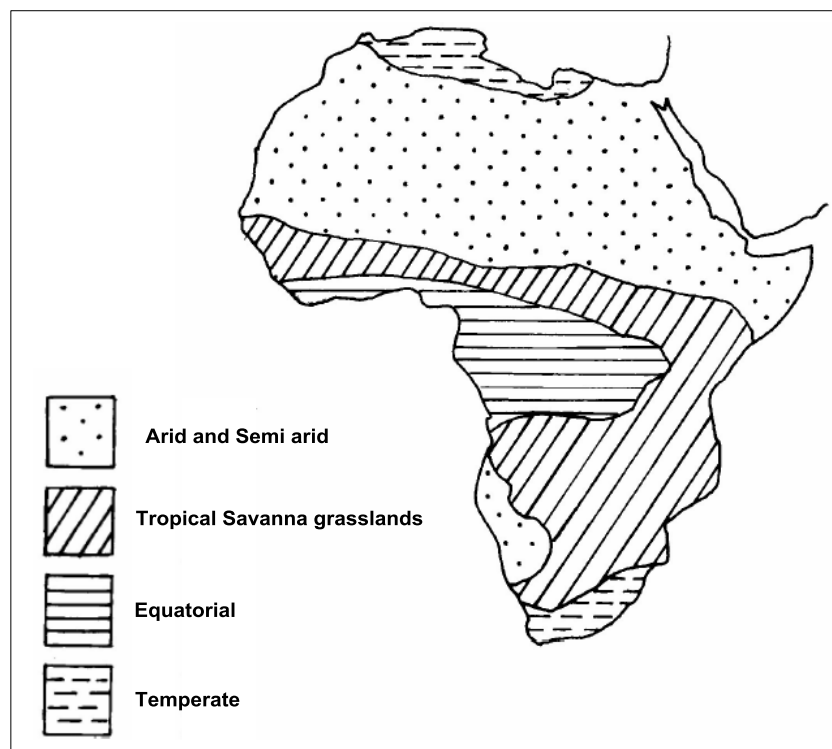 Arid and Semi arid
Tropical Savanna grasslands
Equatorial
Temperate